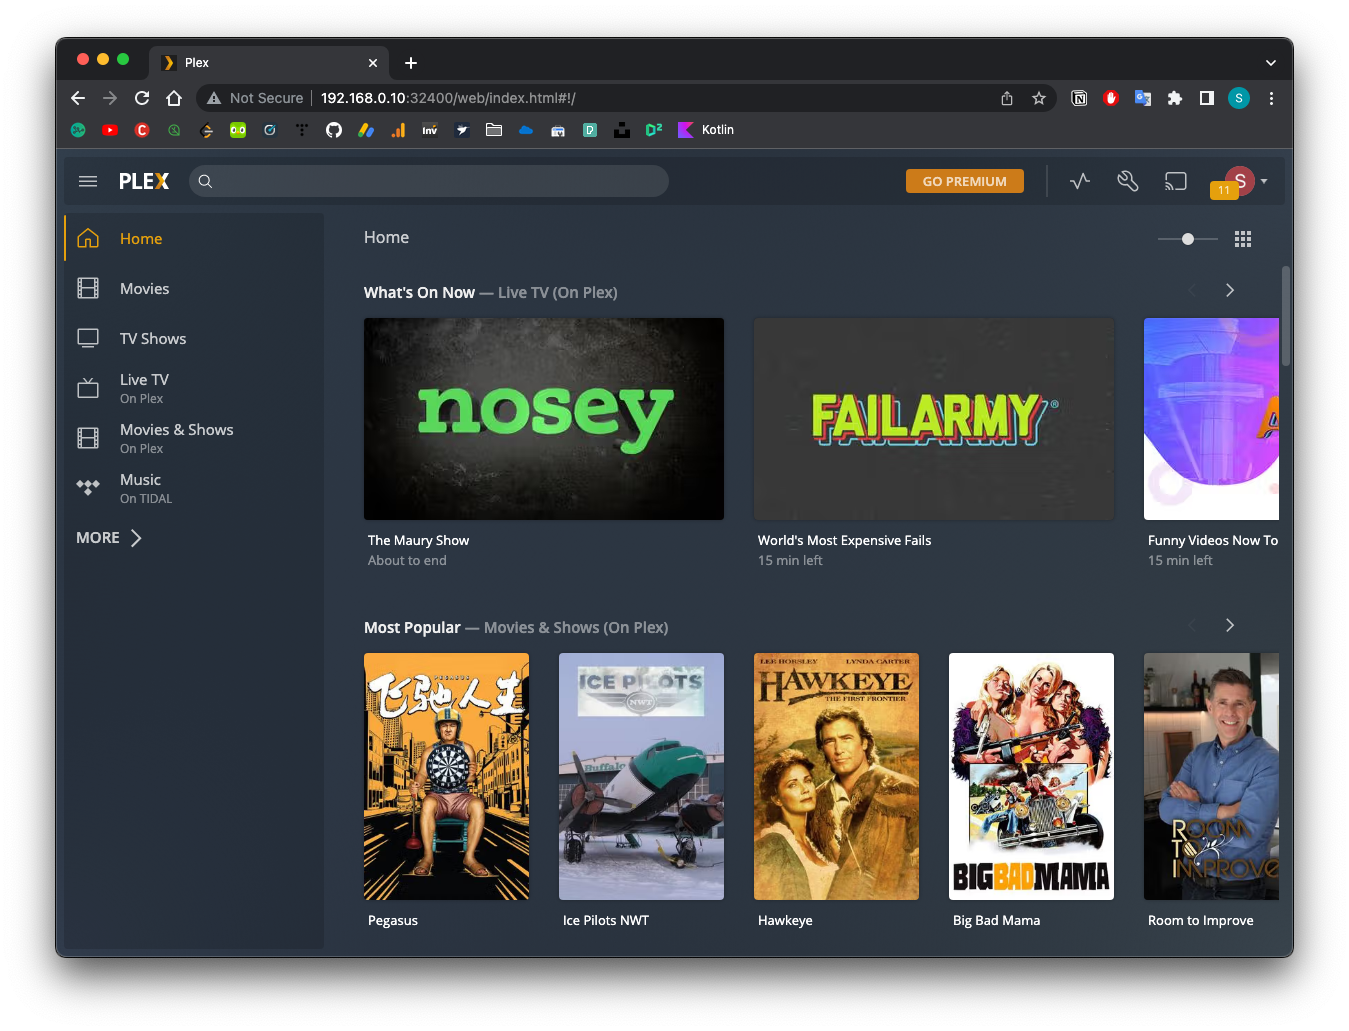 Plex
Not Secure
192.168.0.10:32400/web/index.html#!/
S
Inv
Kotlin
PLEX
GO PREMIUM
11
S
Home
Movies
TV Shows
Live TV
On Plex
Movies & Shows
On Plex
Music
On TIDAL
MORE
Home
What's On Now — Live TV (On Plex)
nosey
FAILARMY®
The Maury Show
About to end
World's Most Expensive Fails
15 min left
Funny Videos Now To
15 min left
Most Popular — Movies & Shows (On Plex)
PEGASUS
飞驰人生
ICE PILOTS
NWT
Buffalo
LEE HORSLEY LYNDA CARTER
HAWKEYE
THE FIRST FRONTIER
BIG BAD MAMA
ROOM
TO
IMPROVE
Pegasus
Ice Pilots NWT
Hawkeye
Big Bad Mama
Room to Improve